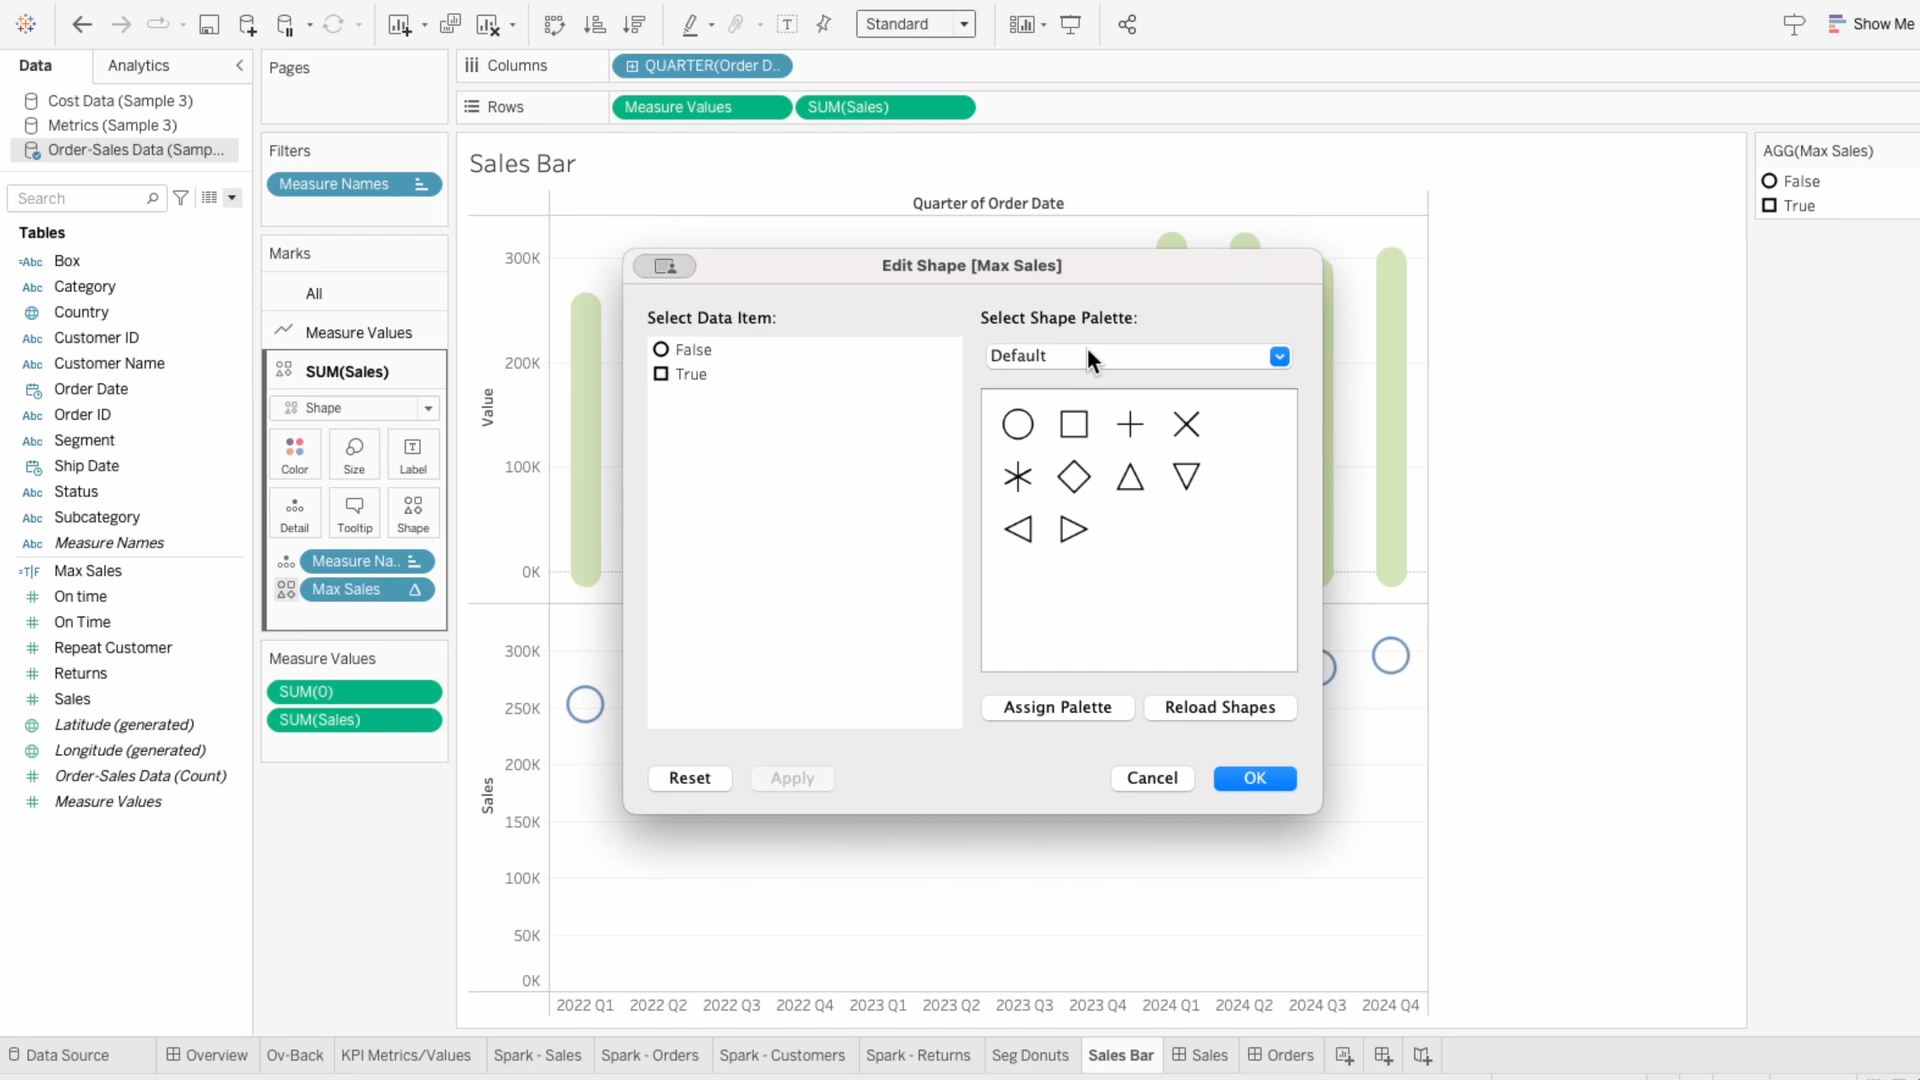 Standard
Show Me
Data
Analytics
Pages
Columns
QUARTER(Order D..
Rows
Measure Values
SUM(Sales)
Cost Data (Sample 3)
Metrics (Sample 3)
Order-Sales Data (Samp...
Search
Tables
Abc Box
Abc Category
Country
Abc Customer ID
Abc Customer Name
Order Date
Abc Order ID
Abc Segment
Ship Date
Abc Status
Abc Subcategory
Abc Measure Names
T|F Max Sales
On time
On Time
Repeat Customer
Returns
Sales
Latitude (generated)
Longitude (generated)
Order-Sales Data (Count)
Measure Values
Filters
Measure Names
Marks
All
Measure Values
SUM(Sales)
Shape
Color
Size
Label
Detail
Tooltip
Shape
Measure Na..
Max Sales
Measure Values
SUM(0)
SUM(Sales)
Sales Bar
Quarter of Order Date
300K
200K
100K
0K
Value
300K
250K
200K
150K
100K
50K
0K
Sales
2022 Q1 2022 Q2 2022 Q3 2022 Q4 2023 Q1 2023 Q2 2023 Q3 2023 Q4 2024 Q1 2024 Q2 2024 Q3 2024 Q4
Edit Shape [Max Sales]
Select Data Item:
False
True
Select Shape Palette:
Default
Assign Palette
Reload Shapes
Reset
Apply
Cancel
OK
AGG(Max Sales)
False
True
Data Source
Overview
Ov-Back
KPI Metrics/Values
Spark - Sales
Spark - Orders
Spark - Customers
Spark - Returns
Seg Donuts
Sales Bar
Sales
Orders